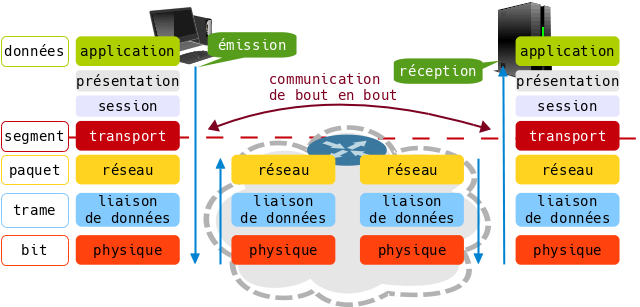 données
application
émission
application
réception
présentation
communication
de bout en bout
présentation
session
session
segment
transport
transport
paquet
réseau
réseau
réseau
réseau
trame
liaison
de données
liaison
de données
liaison
de données
liaison
de données
bit
physique
physique
physique
physique